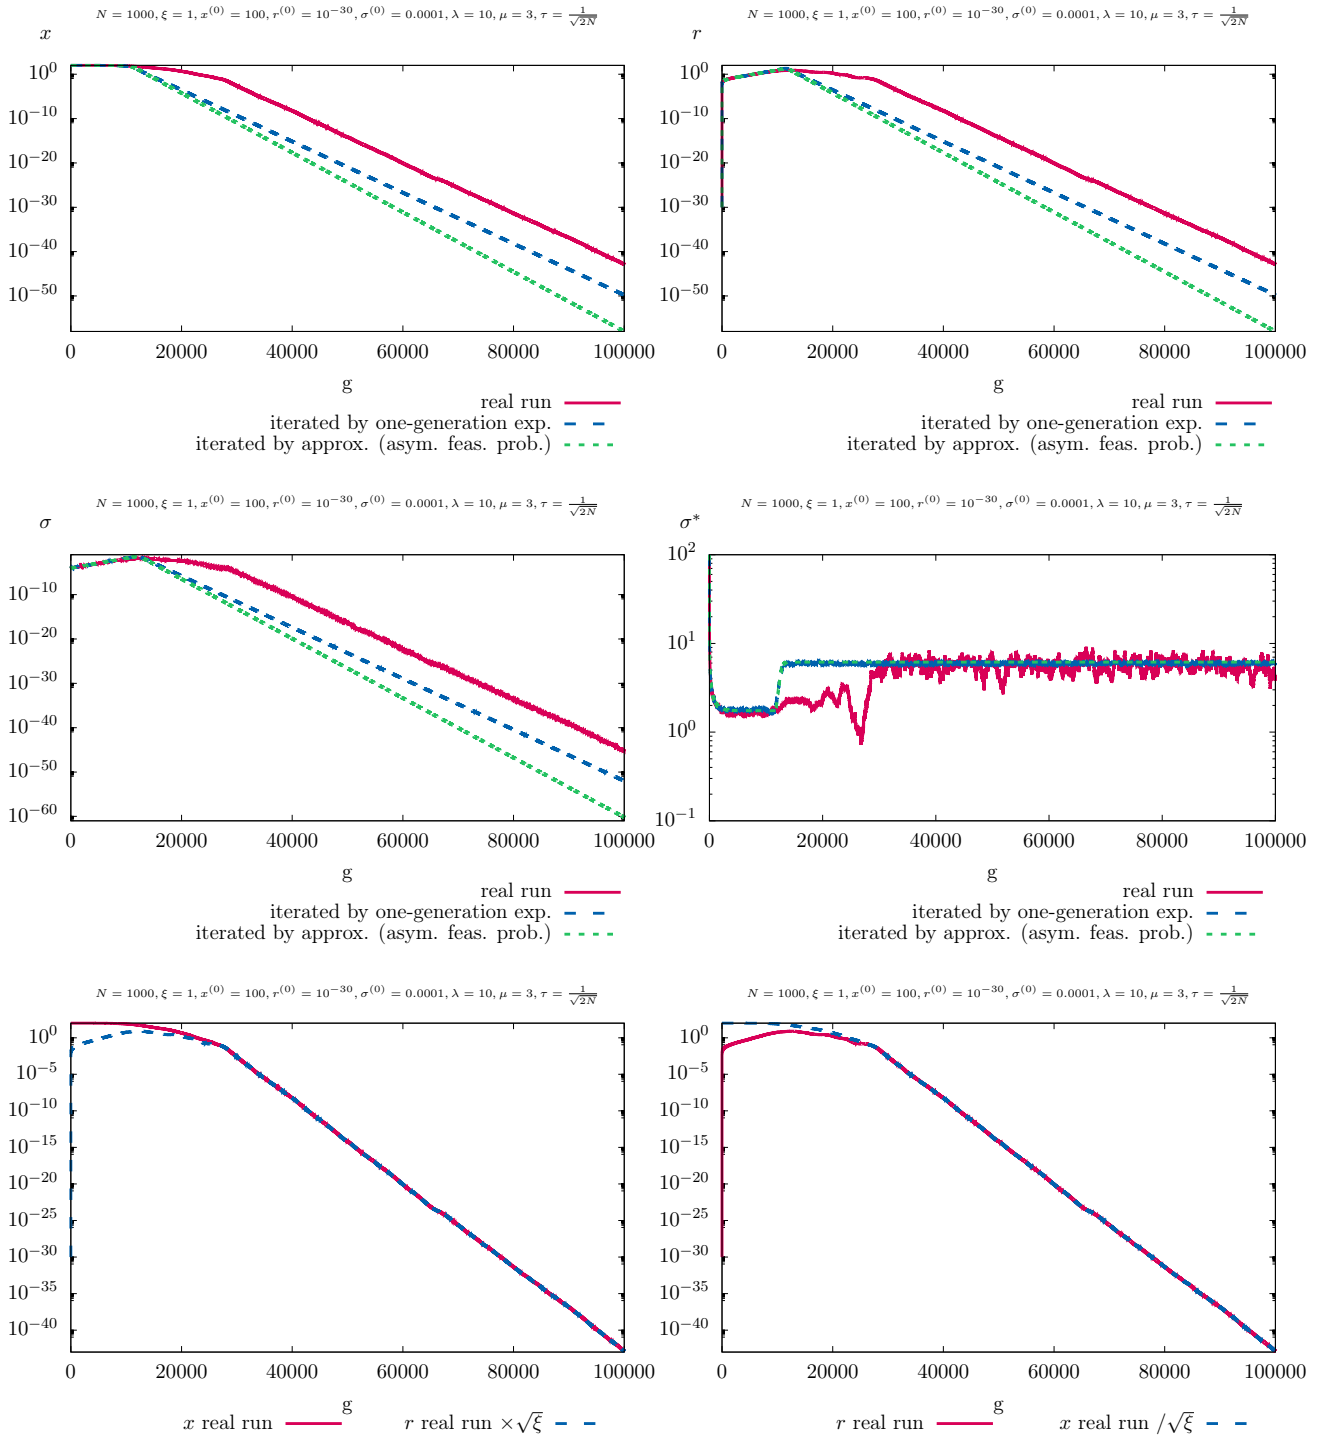 N = 1000, ξ = 1, x^(0) = 100, r^(0) = 10^−30, σ^(0) = 0.0001, λ = 10, μ = 3, τ = 1/√2N
x
10^0
10^−10
10^−20
10^−30
10^−40
10^−50
0 20000 40000 60000 80000 100000
g
real run
iterated by one-generation exp.
iterated by approx. (asym. feas. prob.)
N = 1000, ξ = 1, x^(0) = 100, r^(0) = 10^−30, σ^(0) = 0.0001, λ = 10, μ = 3, τ = 1/√2N
r
10^0
10^−10
10^−20
10^−30
10^−40
10^−50
0 20000 40000 60000 80000 100000
g
real run
iterated by one-generation exp.
iterated by approx. (asym. feas. prob.)
N = 1000, ξ = 1, x^(0) = 100, r^(0) = 10^−30, σ^(0) = 0.0001, λ = 10, μ = 3, τ = 1/√2N
σ
10^−10
10^−20
10^−30
10^−40
10^−50
10^−60
0 20000 40000 60000 80000 100000
g
real run
iterated by one-generation exp.
iterated by approx. (asym. feas. prob.)
N = 1000, ξ = 1, x^(0) = 100, r^(0) = 10^−30, σ^(0) = 0.0001, λ = 10, μ = 3, τ = 1/√2N
σ*
10^2
10^1
10^0
10^−1
0 20000 40000 60000 80000 100000
g
real run
iterated by one-generation exp.
iterated by approx. (asym. feas. prob.)
N = 1000, ξ = 1, x^(0) = 100, r^(0) = 10^−30, σ^(0) = 0.0001, λ = 10, μ = 3, τ = 1/√2N
10^0
10^−5
10^−10
10^−15
10^−20
10^−25
10^−30
10^−35
10^−40
0 20000 40000 60000 80000 100000
g
x real run r real run ×√ξ
N = 1000, ξ = 1, x^(0) = 100, r^(0) = 10^−30, σ^(0) = 0.0001, λ = 10, μ = 3, τ = 1/√2N
10^0
10^−5
10^−10
10^−15
10^−20
10^−25
10^−30
10^−35
10^−40
0 20000 40000 60000 80000 100000
g
r real run x real run /√ξ